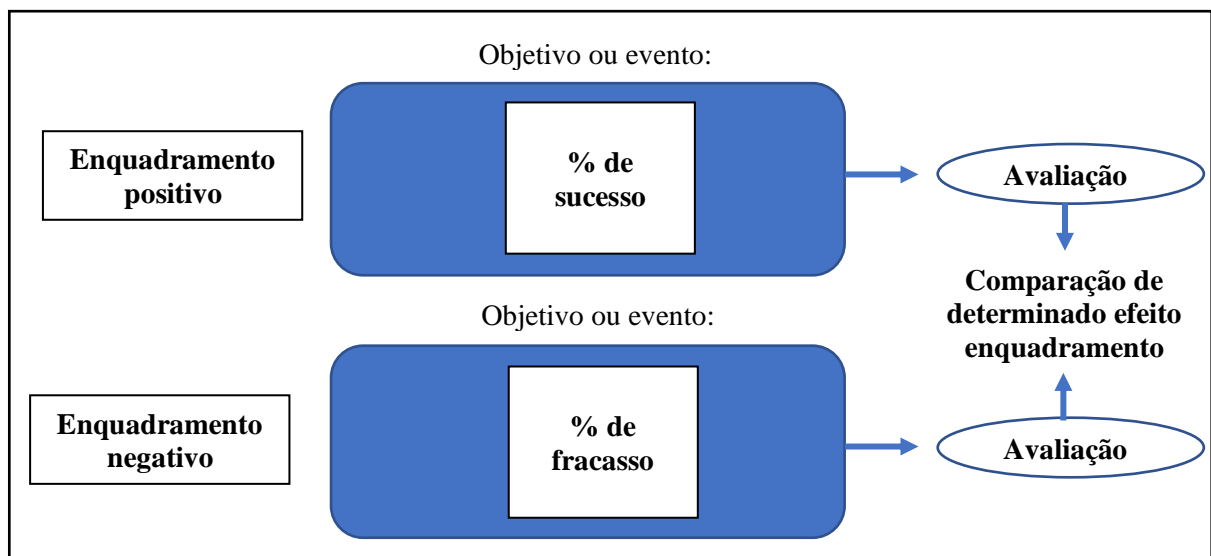 Objetivo ou evento:
Enquadramento
positivo
% de
sucesso
Avaliação
Comparação de
determinado efeito
enquadramento
Objetivo ou evento:
Enquadramento
negativo
% de
fracasso
Avaliação